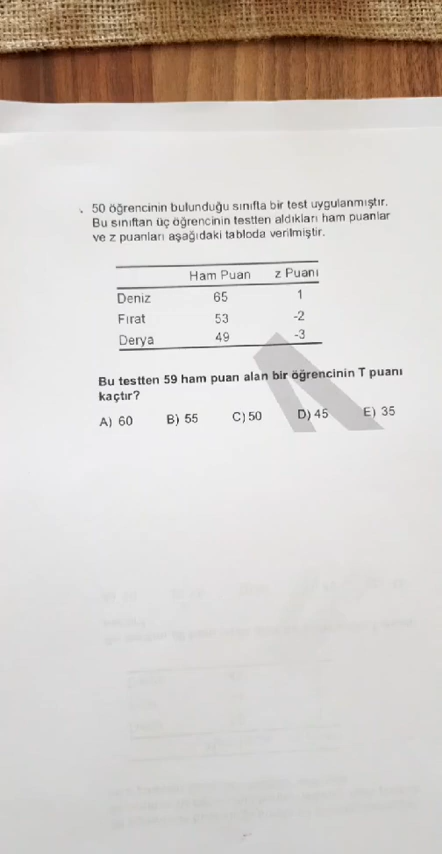 50 öğrencinin bulunduğu sınıfta bir test uygulanmıştır.
Bu sınıftan üç öğrencinin testten aldıkları ham puanlar
ve z puanları aşağıdaki tabloda verilmiştir.
Ham Puan z Puanı
Deniz 65 1
Fırat 53 -2
Derya 49 -3
Bu testten 59 ham puan alan bir öğrencinin T puanı
kaçtır?
A) 60 B) 55 C) 50 D) 45 E) 35